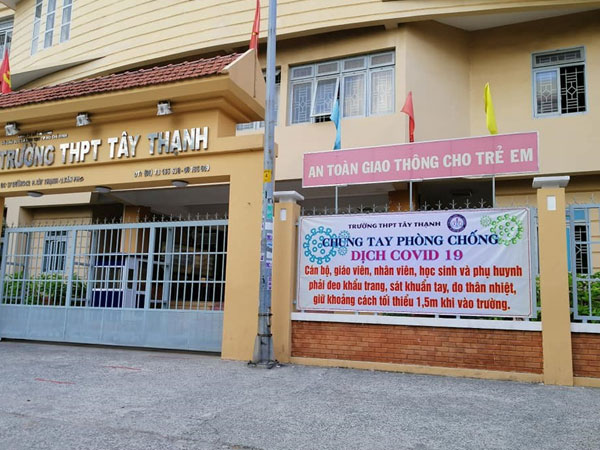 TRƯỜNG THPT TÂY THẠNH
AN TOÀN GIAO THÔNG CHO TRẺ EM
TRƯỜNG THPT TÂY THẠNH
CHUNG TAY PHÒNG CHỐNG
DỊCH COVID 19
Cán bộ, giáo viên, nhân viên, học sinh và phụ huynh
phải đeo khẩu trang, sát khuẩn tay, đo thân nhiệt,
giữ khoảng cách tối thiểu 1,5m khi vào trường.